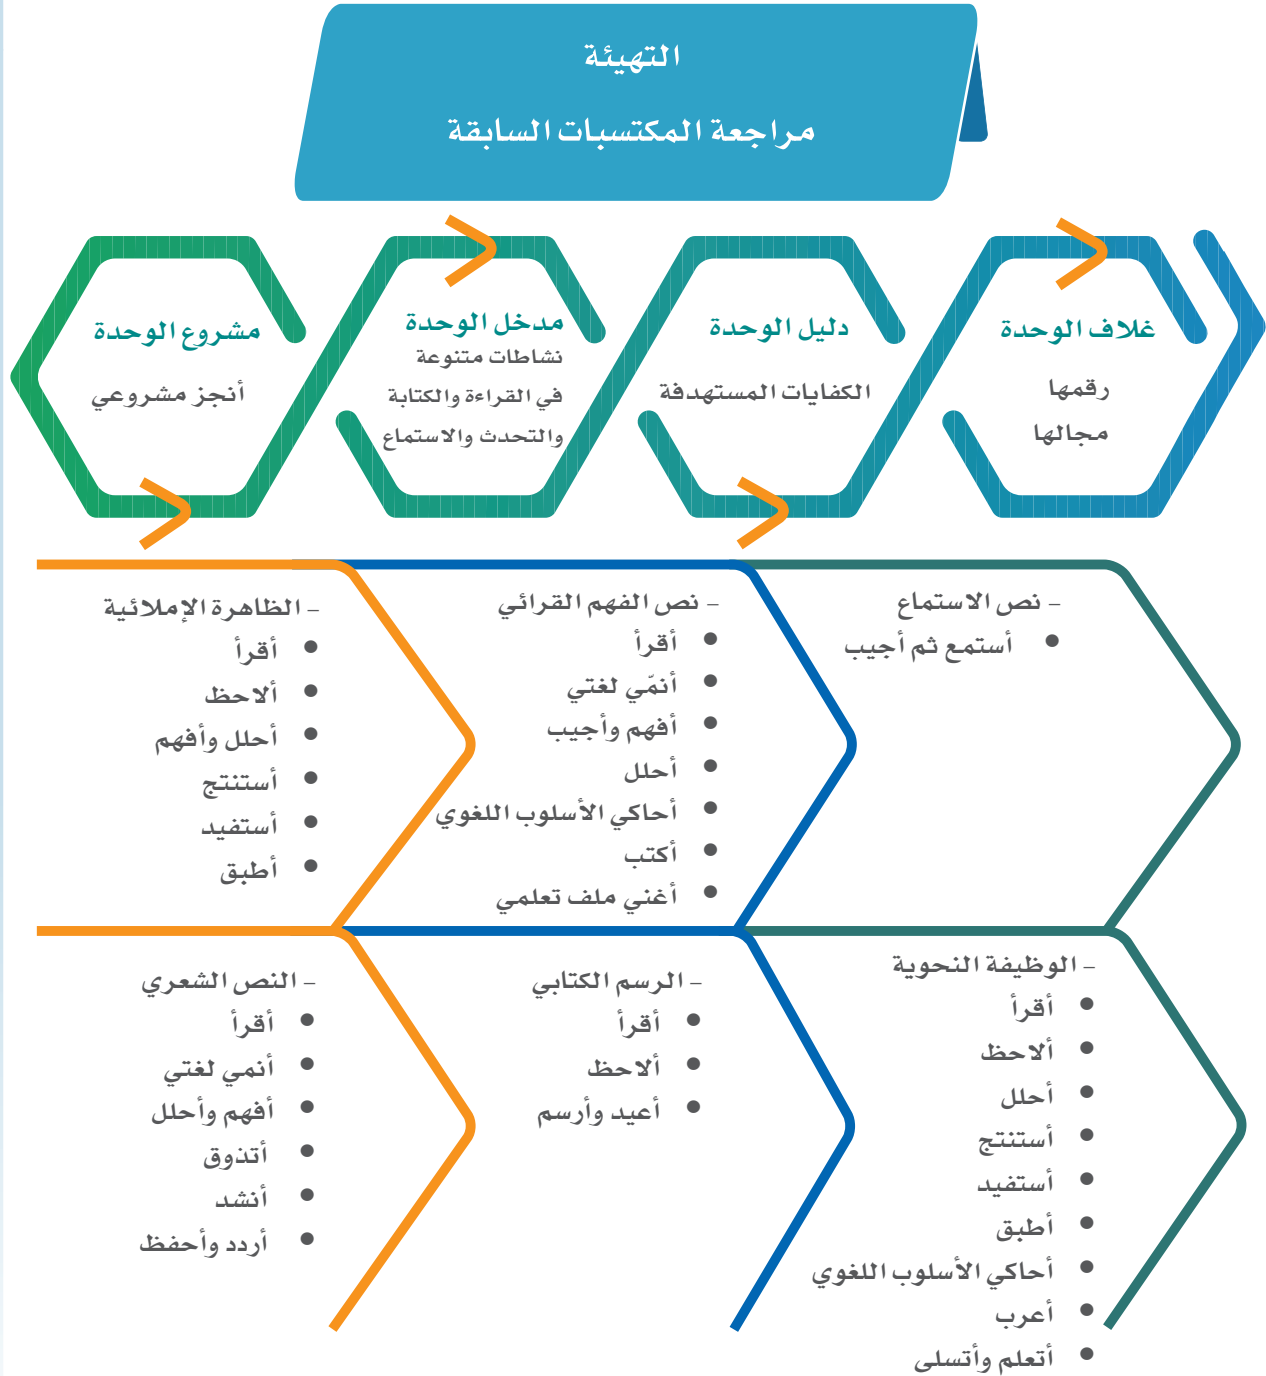 التهيئة
مراجعة المكتسبات السابقة
غلاف الوحدة
رقمها
مجالها
دليل الوحدة
الكفايات المستهدفة
مدخل الوحدة
نشاطات متنوعة
في القراءة والكتابة
والتحدث والاستماع
مشروع الوحدة
أنجز مشروعي
– نص الاستماع
• أستمع ثم أجيب
– نص الفهم القرائي
• أقرأ
• أنمّي لغتي
• أفهم وأجيب
• أحلل
• أحاكي الأسلوب اللغوي
• أكتب
• أغني ملف تعلمي
– الظاهرة الإملائية
• أقرأ
• ألاحظ
• أحلل وأفهم
• أستنتج
• أستفيد
• أطبق
– الوظيفة النحوية
• أقرأ
• ألاحظ
• أحلل
• أستنتج
• أستفيد
• أطبق
• أحاكي الأسلوب اللغوي
• أعرب
• أتعلم وأتسلى
– الرسم الكتابي
• أقرأ
• ألاحظ
• أعيد وأرسم
– النص الشعري
• أقرأ
• أنمي لغتي
• أفهم وأحلل
• أتذوق
• أنشد
• أردد وأحفظ